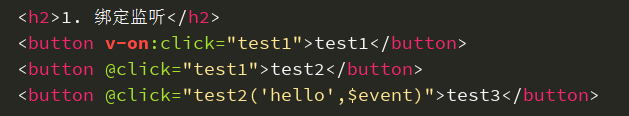 <h2>1. 绑定监听</h2>
<button v-on:click="test1">test1</button>
<button @click="test1">test2</button>
<button @click="test2('hello',$event)">test3</button>